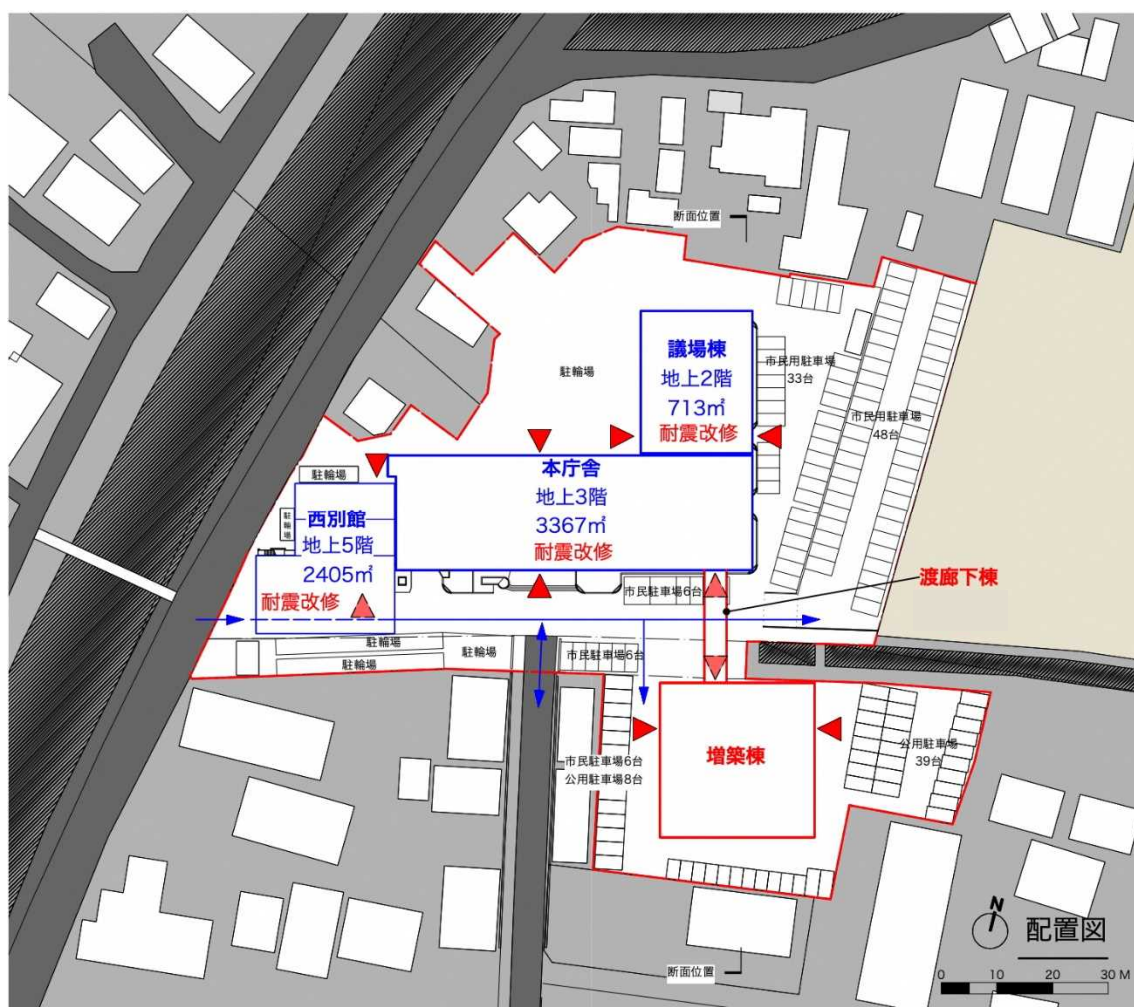 断面位置
議場棟
地上2階
713㎡
耐震改修
市民用駐車場
33台
市民用駐車場
48台
駐輪場
本庁舎
地上3階
3367㎡
耐震改修
駐輪場
駐輪場
西別館
地上5階
2405㎡
耐震改修
市民駐車場6台
渡廊下棟
駐輪場
駐輪場
駐輪場
市民駐車場6台
増築棟
公用駐車場
39台
市民駐車場6台
公用駐車場8台
断面位置
N
配置図
0 10 20 30 M